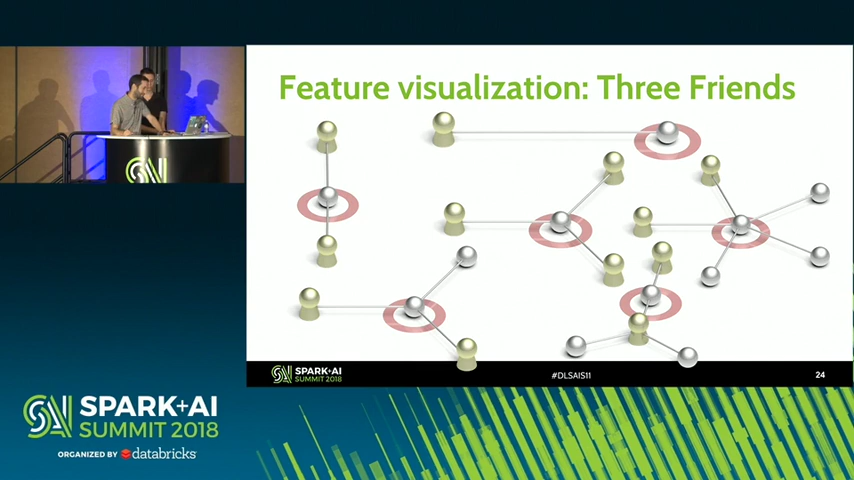 Feature visualization: Three Friends
SPARK+AI
SUMMIT 2018
#DLSAIS11
24
SPARK+AI
SUMMIT 2018
ORGANIZED BY databricks